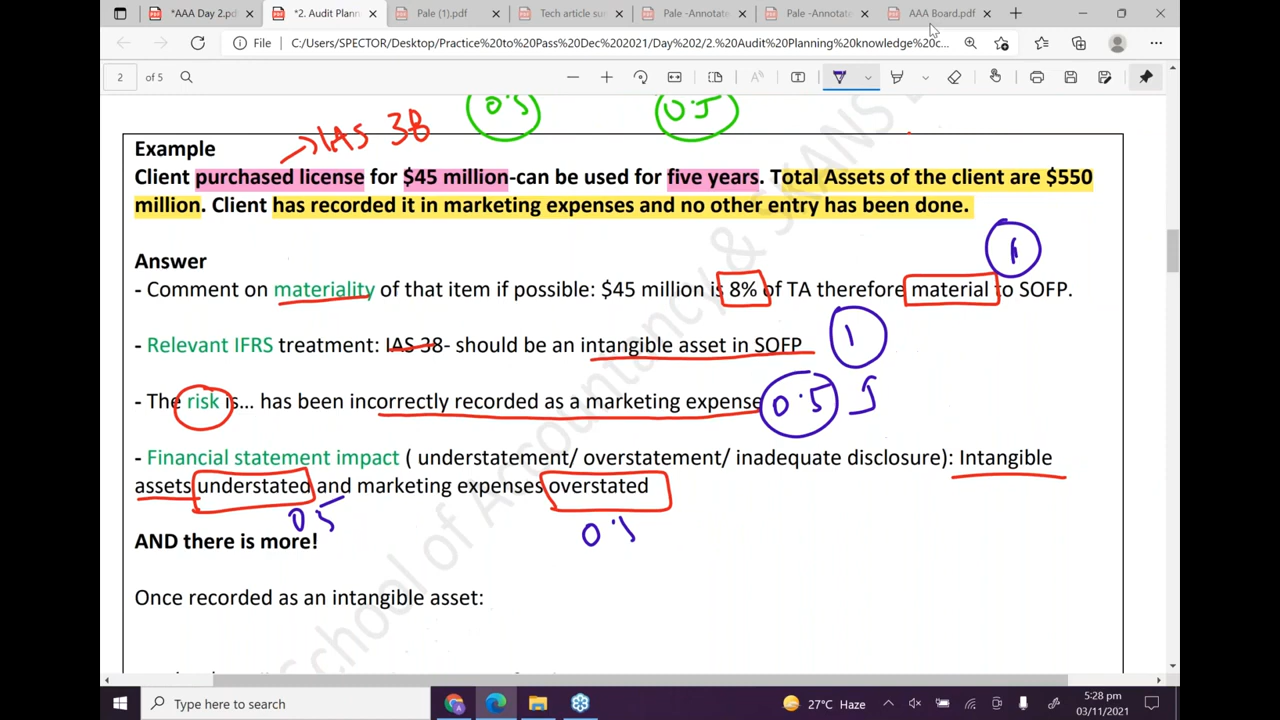 *AAA Day 2.pdf
*2. Audit Plann
Pale (1).pdf
Tech article sum
Pale -Annotate
Pale -Annotate
AAA Board.pdf
File
C:/Users/SPECTOR/Desktop/Practice%20to%20Pass%20Dec%202021/Day%202/2.%20Audit%20Planning%20knowledge%20c...
2 of 5
0.5 0.5
IAS 38
Example
Client purchased license for $45 million-can be used for five years. Total Assets of the client are $550
million. Client has recorded it in marketing expenses and no other entry has been done.
1
Answer
- Comment on materiality of that item if possible: $45 million is 8% of TA therefore material to SOFP.
- Relevant IFRS treatment: IAS 38- should be an intangible asset in SOFP
1
- The risk is... has been incorrectly recorded as a marketing expense
0.5
- Financial statement impact ( understatement/ overstatement/ inadequate disclosure): Intangible
assets understated and marketing expenses overstated
0.5 0.5
AND there is more!
Once recorded as an intangible asset:
School of Accountancy & SKANS
Type here to search
27°C Haze
5:28 pm
03/11/2021